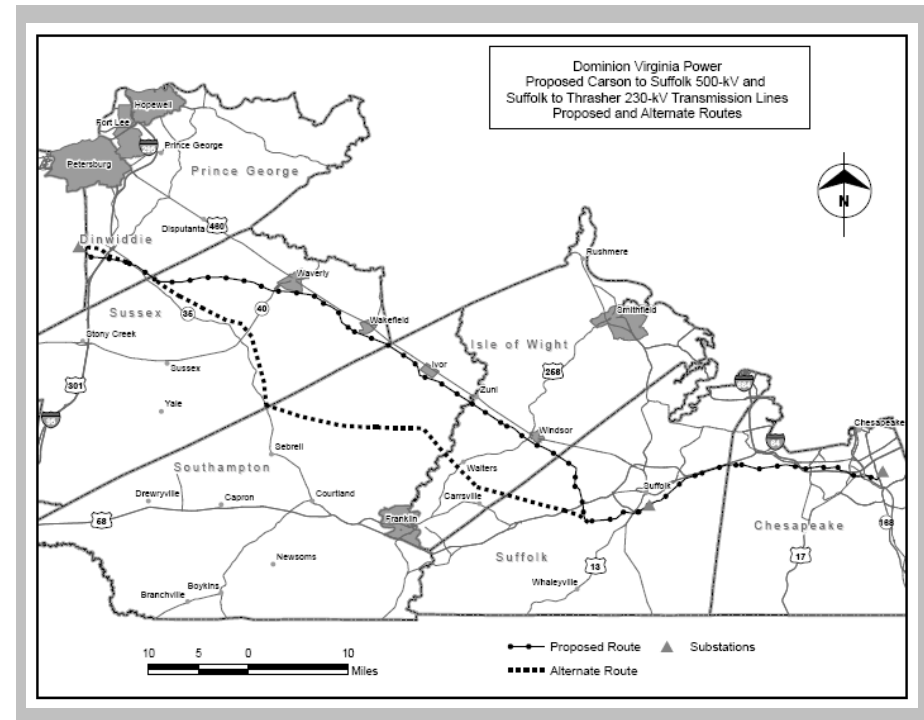 Dominion Virginia Power
Proposed Carson to Suffolk 500-kV and
Suffolk to Thrasher 230-kV Transmission Lines
Proposed and Alternate Routes
Hopewell
Fort Lee
Prince George
Petersburg
Prince George
N
Disputanta
460
Dinwiddie
Rushmere
Waverly
Sussex
35
40
Smithfield
Wakefield
Stony Creek
Isle of Wight
Sussex
Ivor
258
301
Zuni
Yale
Chesapeake
Windsor
Sebrell
Southampton
Walters
Suffolk
Drewryville
Capron
Courtland
Carrsville
58
Franklin
Chesapeake
168
Suffolk
17
Newsoms
13
Whaleyville
Boykins
Branchville
10 5 0 10
Miles
Proposed Route
Substations
Alternate Route